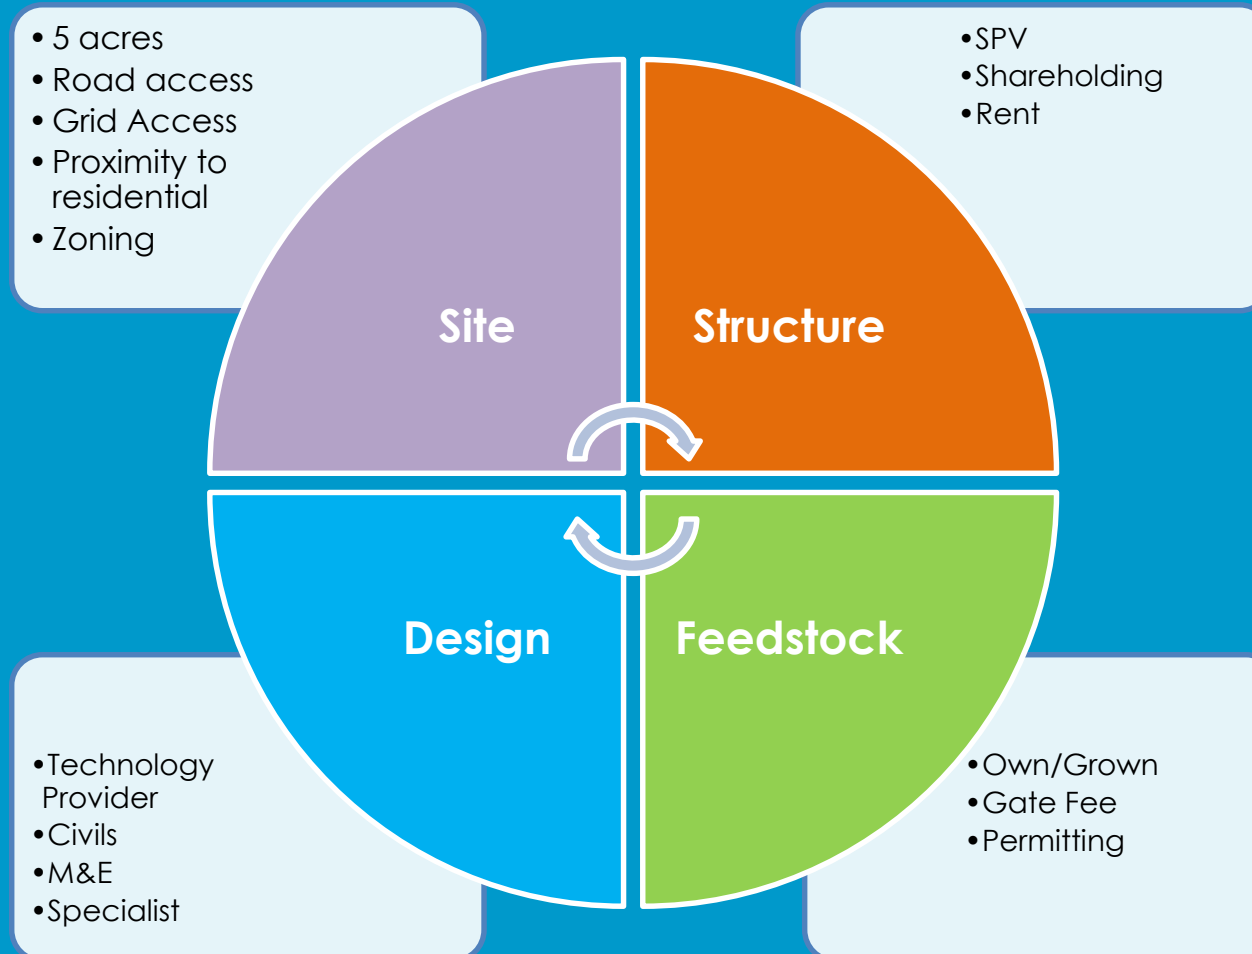 • 5 acres
• Road access
• Grid Access
• Proximity to
residential
• Zoning
•SPV
•Shareholding
•Rent
Site
Structure
Design
Feedstock
•Technology
Provider
•Civils
•M&E
•Specialist
•Own/Grown
•Gate Fee
•Permitting